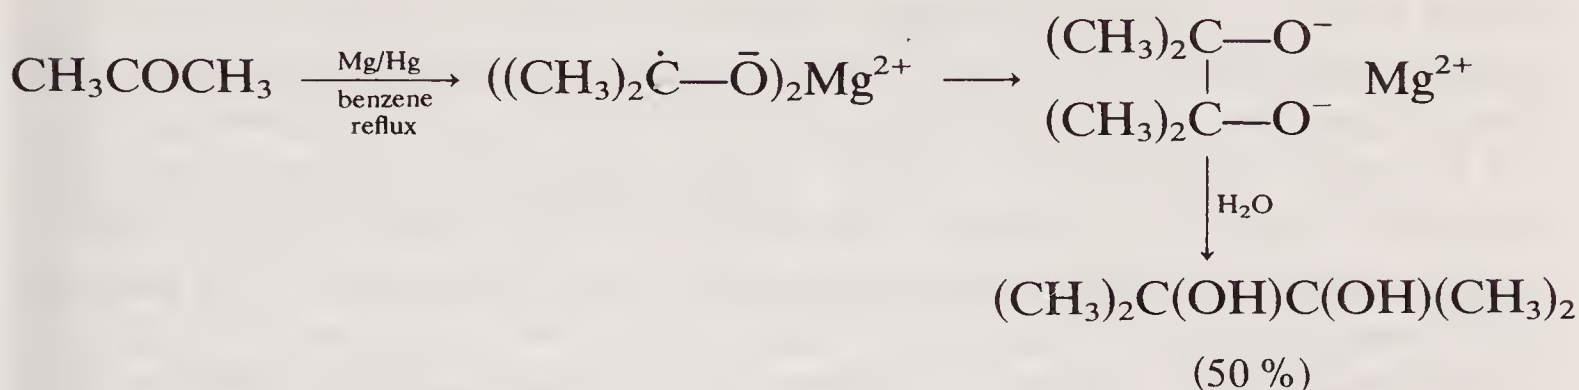 CH₃COCH₃ Mg/Hg benzene reflux ((CH₃)₂Ċ—Ō)₂Mg²⁺
(CH₃)₂C—O⁻
(CH₃)₂C—O⁻
Mg²⁺
H₂O
(CH₃)₂C(OH)C(OH)(CH₃)₂
(50 %)